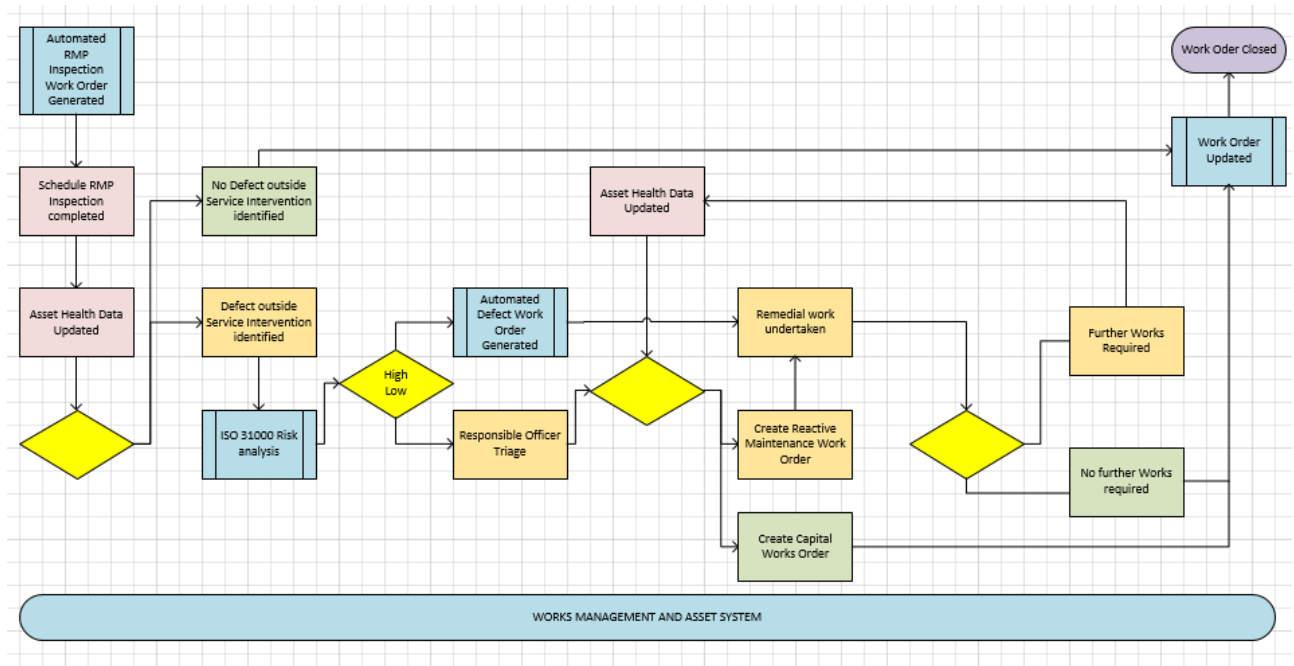 Automated
RMP
Inspection
Work Order
Generated
Work Oder Closed
Work Order
Updated
Schedule RMP
Inspection
completed
No Defect outside
Service Intervention
identified
Asset Health Data
Updated
Asset Health Data
Updated
Defect outside
Service Intervention
identified
Automated
Defect Work
Order
Generated
Remedial work
undertaken
Further Works
Required
High
Low
ISO 31000 Risk
analysis
Responsible Officer
Triage
Create Reactive
Maintenance Work
Order
No further Works
required
Create Capital
Works Order
WORKS MANAGEMENT AND ASSET SYSTEM